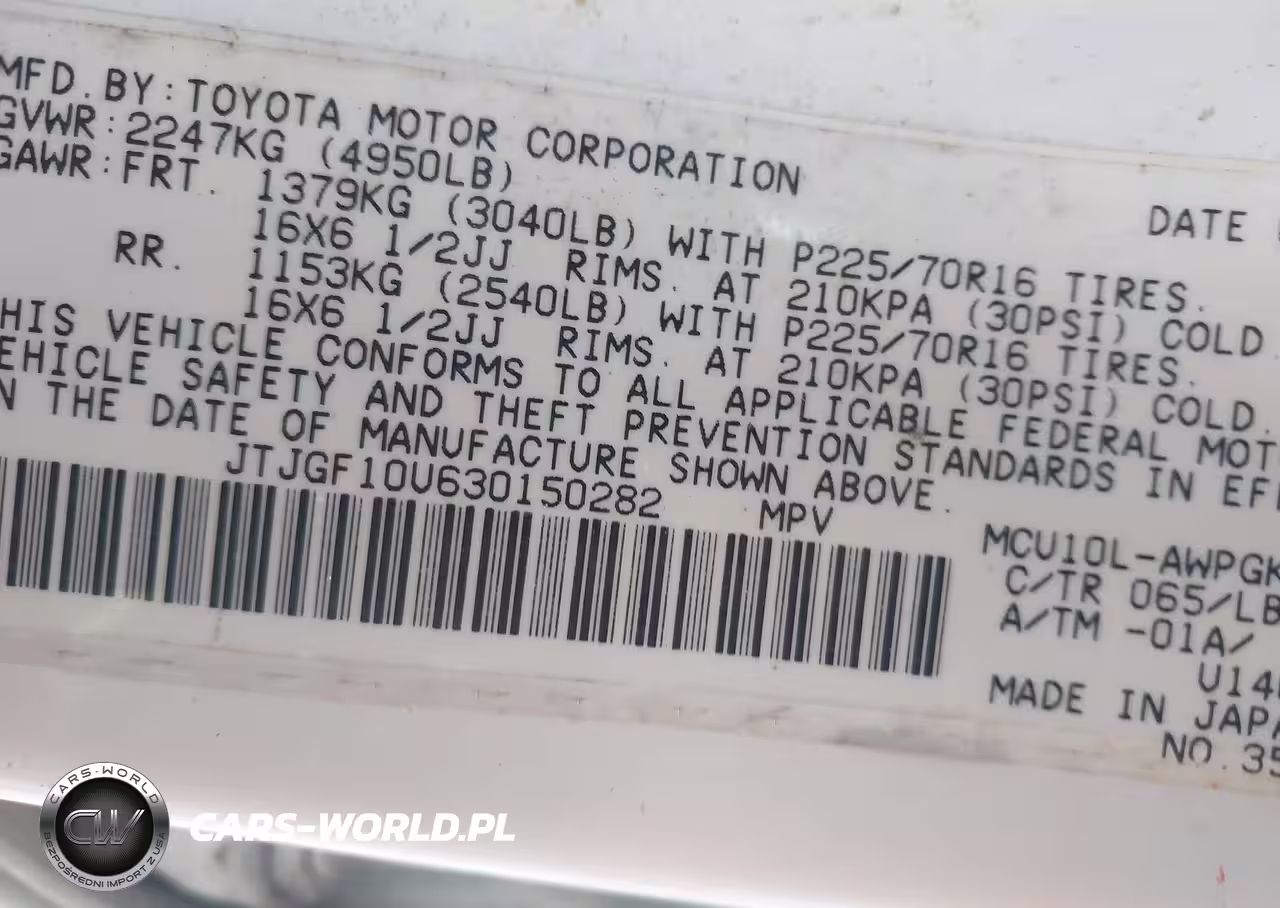 MFD. BY: TOYOTA MOTOR CORPORATION
DATE
GVWR: 2247KG (4950LB)
GAWR: FRT. 1379KG (3040LB) WITH P225/70R16 TIRES.
16X6 1/2JJ RIMS. AT 210KPA (30PSI) COLD.
RR. 1153KG (2540LB) WITH P225/70R16 TIRES.
16X6 1/2JJ RIMS. AT 210KPA (30PSI) COLD.
HIS VEHICLE CONFORMS TO ALL APPLICABLE FEDERAL MOT
EHICLE SAFETY AND THEFT PREVENTION STANDARDS IN EF
N THE DATE OF MANUFACTURE SHOWN ABOVE.
JTJGF10U630150282 MPV
MCU10L-AWPGK
C/TR 065/LB
A/TM -01A/
U14
MADE IN JAPA
NO. 35
CARS-WORLD
CW
BEZPOŚREDNI IMPORT Z USA
CARS-WORLD.PL